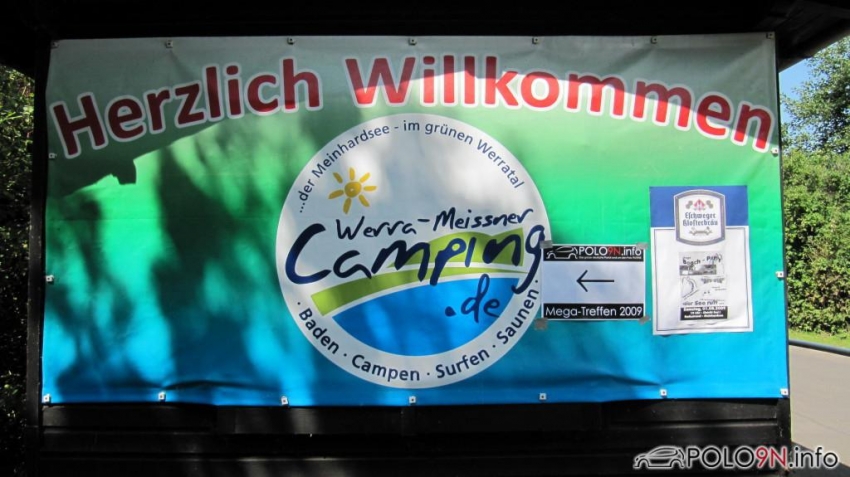 Herzlich Willkommen
...der Meinhardsee - im grünen Werratal
Werra-Meissner
Camping
.de
· Baden · Campen · Surfen · Saunen ·
POLO9N.info
←
Mega-Treffen 2009
Eschweger
Klosterbräu
POLO9N.info